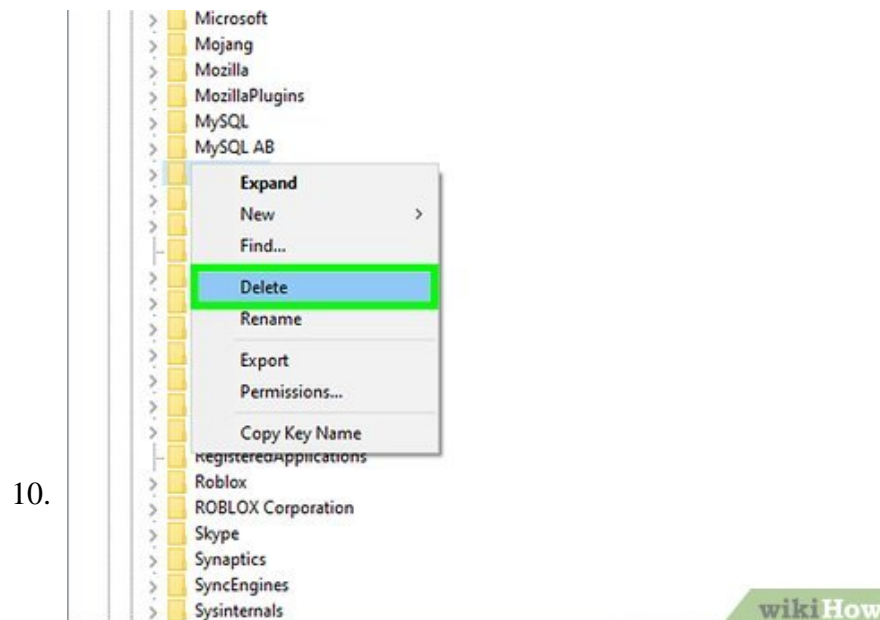 Microsoft
Mojang
Mozilla
MozillaPlugins
MySQL
MySQL AB
Expand
New
Find...
Delete
Rename
Export
Permissions...
Copy Key Name
RegisteredApplications
10.
Roblox
ROBLOX Corporation
Skype
Synaptics
SyncEngines
Sysinternals
wikiHow